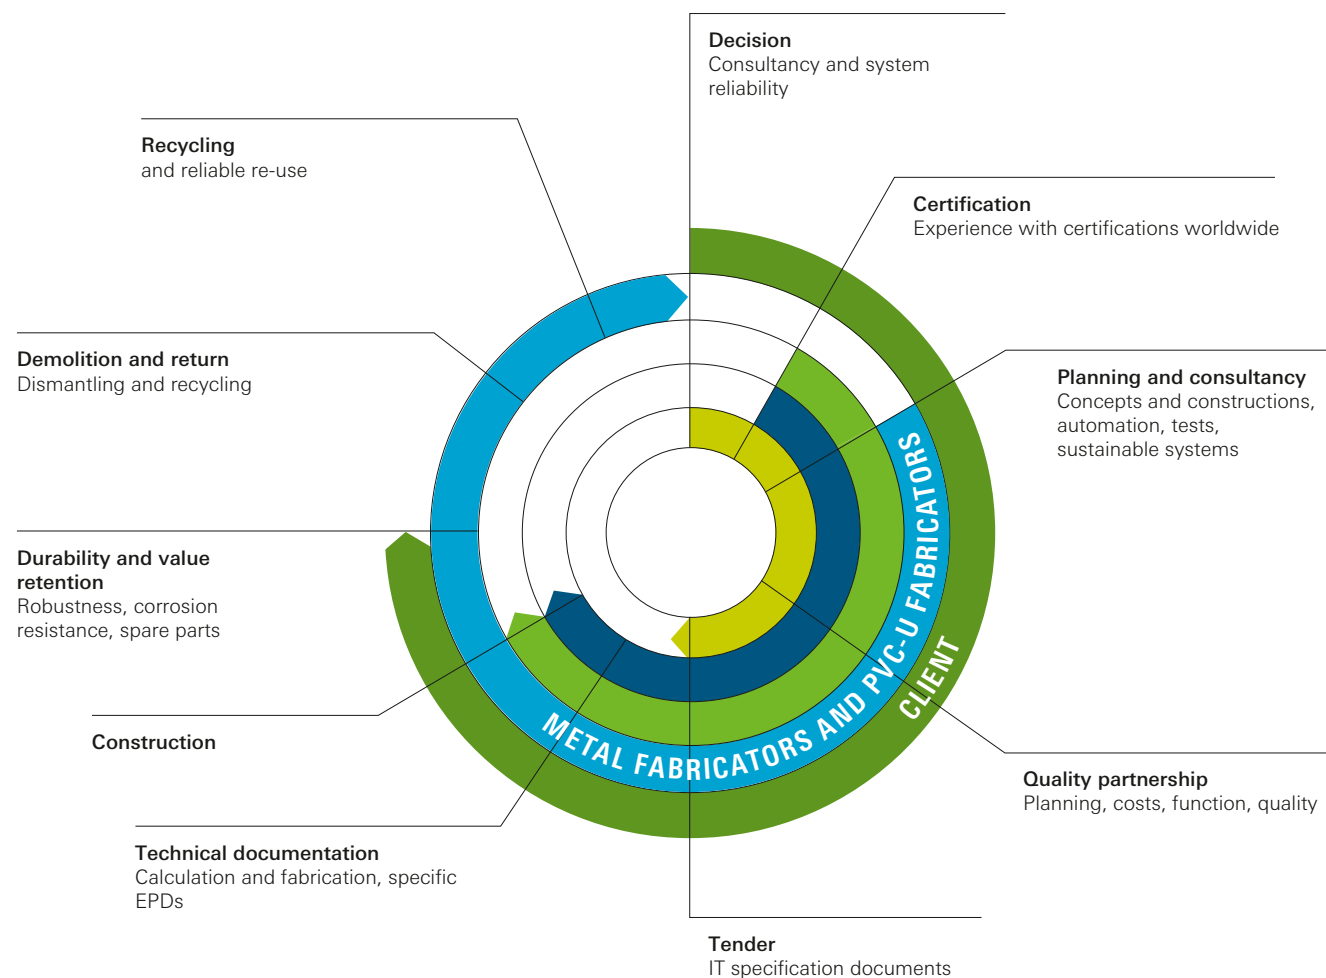 Decision
Consultancy and system
reliability
Recycling
and reliable re-use
Certification
Experience with certifications worldwide
Demolition and return
Dismantling and recycling
Planning and consultancy
Concepts and constructions,
automation, tests,
sustainable systems
METAL FABRICATORS AND PVC-U FABRICATORS
CLIENT
Durability and value
retention
Robustness, corrosion
resistance, spare parts
Construction
Quality partnership
Planning, costs, function, quality
Technical documentation
Calculation and fabrication, specific
EPDs
Tender
IT specification documents